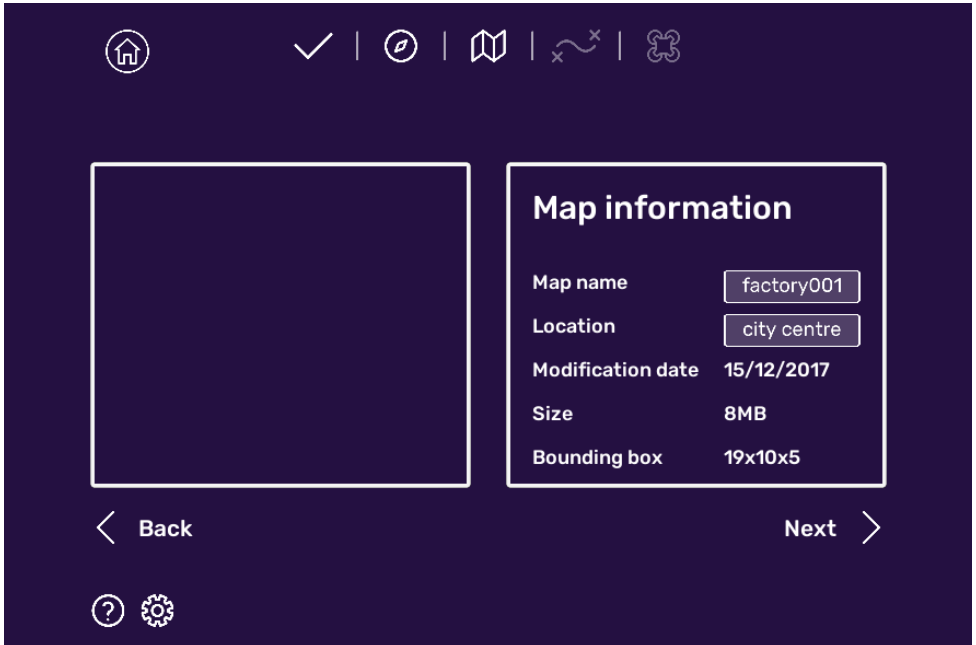 Map information
Map name factory001
Location city centre
Modification date 15/12/2017
Size 8MB
Bounding box 19x10x5
Back
Next
?